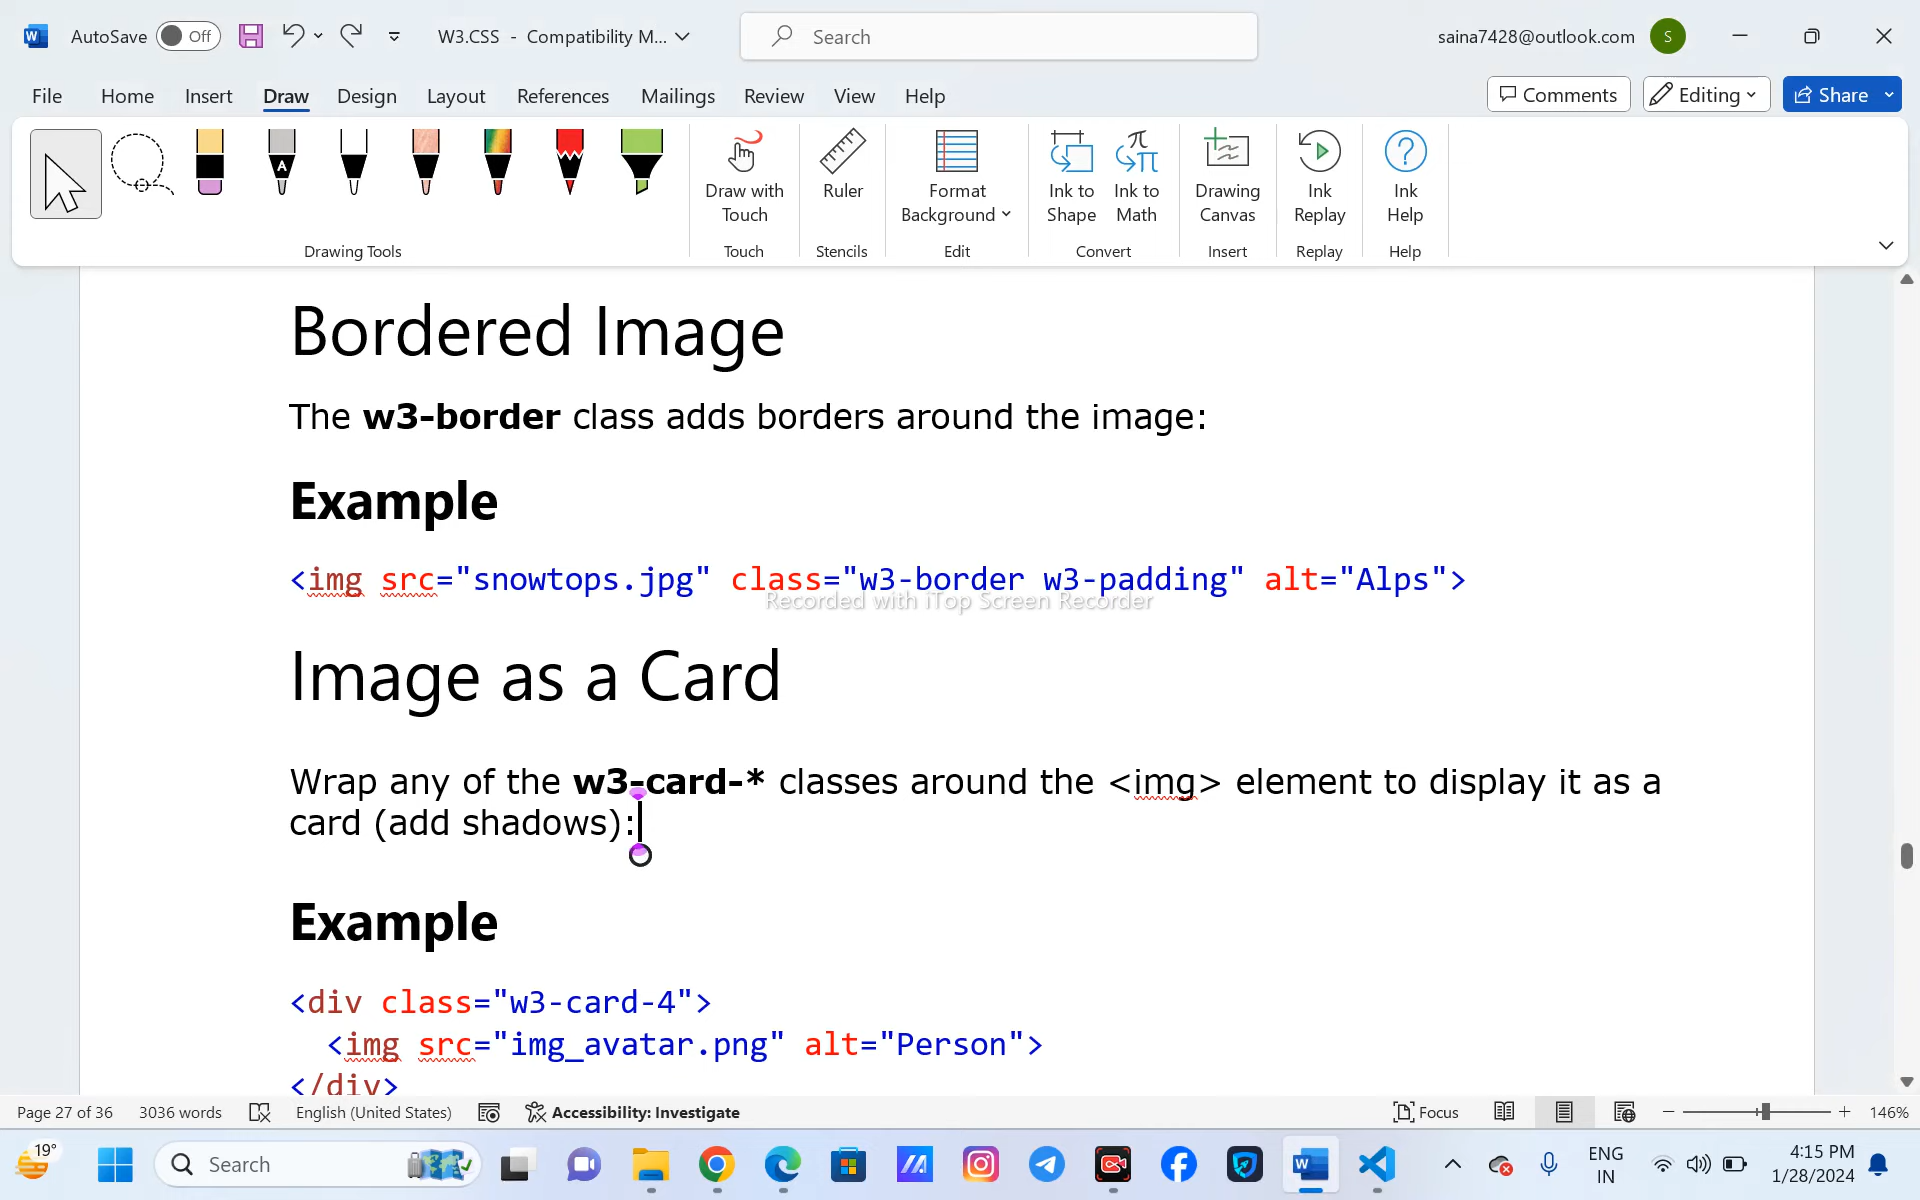 AutoSave Off W3.CSS - Compatibility M... Search saina7428@outlook.com S
File Home Insert Draw Design Layout References Mailings Review View Help Comments Editing Share
A
Draw with Touch
Ruler
Format Background
Ink to Shape
Ink to Math
Drawing Canvas
Ink Replay
Ink Help
Drawing Tools Touch Stencils Edit Convert Insert Replay Help
Bordered Image
The w3-border class adds borders around the image:
Example
<img src="snowtops.jpg" class="w3-border w3-padding" alt="Alps">
Recorded with iTop Screen Recorder
Image as a Card
Wrap any of the w3-card-* classes around the <img> element to display it as a
card (add shadows):
Example
<div class="w3-card-4">
<img src="img_avatar.png" alt="Person">
</div>
Page 27 of 36 3036 words English (United States) Accessibility: Investigate Focus 146%
19° Search ENG IN 4:15 PM 1/28/2024